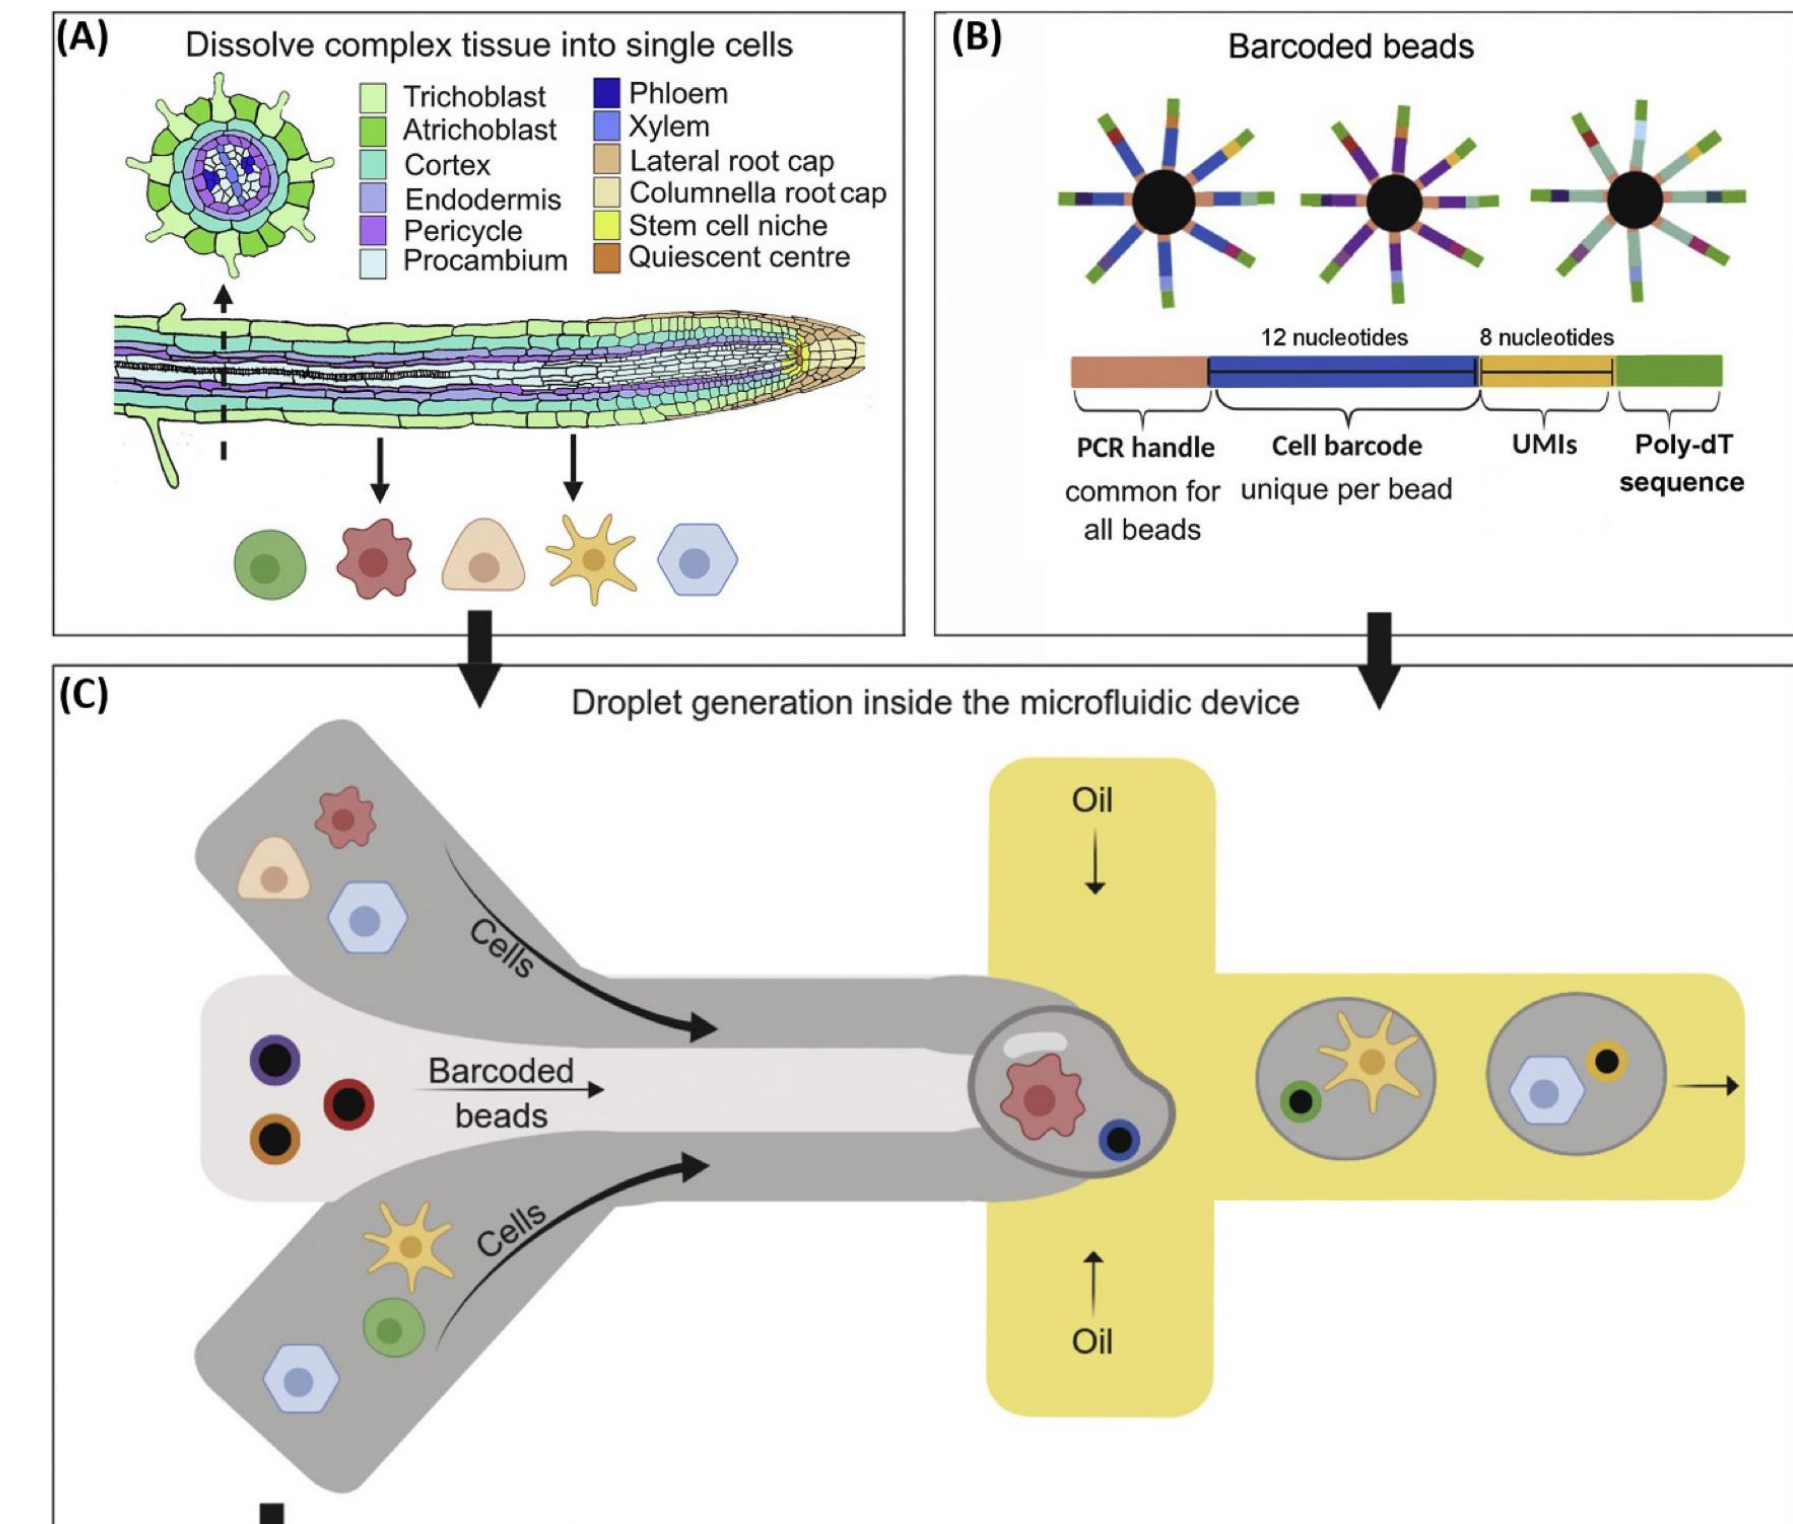 (A)
Dissolve complex tissue into single cells
Trichoblast
Atrichoblast
Cortex
Endodermis
Pericycle
Procambium
Phloem
Xylem
Lateral root cap
Columnella root cap
Stem cell niche
Quiescent centre
(B)
Barcoded beads
12 nucleotides
8 nucleotides
PCR handle
common for
all beads
Cell barcode
unique per bead
UMIs
Poly-dT
sequence
(C)
Droplet generation inside the microfluidic device
Cells
Barcoded
beads
Cells
Oil
Oil